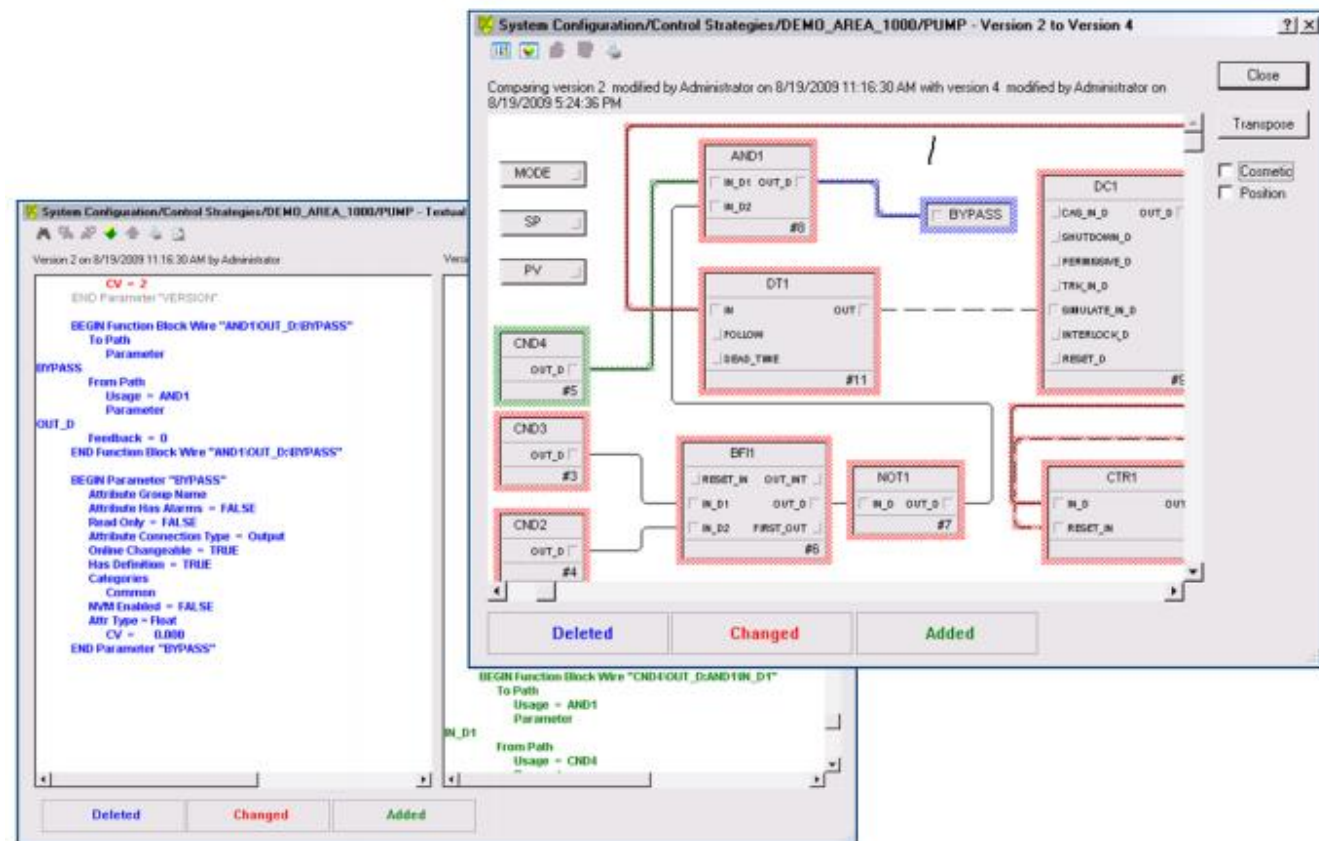 System Configuration/Control Strategies/DEMO_AREA_1000/PUMP - Version 2 to Version 4
Comparing version 2 modified by Administrator on 8/19/2009 11:16:30 AM with version 4 modified by Administrator on
8/19/2009 5:24:36 PM
Close
Transpose
Cosmetic
Position
MODE
SP
PV
AND1
IN_D1 OUT_D
IN_D2
#8
BYPASS
DC1
CAS_IN_D OUT_D
SHUTDOWN_D
PERMISSIVE_D
TRK_IN_D
SIMULATE_IN_D
INTERLOCK_D
RESET_D
#9
DT1
IN OUT
FOLLOW
DEAD_TIME
#11
CND4
OUT_D
#5
CND3
OUT_D
#3
CND2
OUT_D
#4
BFI1
RESET_IN OUT_INT
IN_D1 OUT_D
IN_D2 FIRST_OUT
#6
NOT1
IN_D OUT_D
#7
CTR1
IN_D OUT
RESET_IN
Deleted
Changed
Added
System Configuration/Control Strategies/DEMO_AREA_1000/PUMP - Textual
Version 2 on 8/19/2009 11:16:30 AM by Administrator
CV = 2
END Parameter "VERSION"
BEGIN Function Block Wire "AND1\OUT_D:\BYPASS"
To Path
Parameter
BYPASS
From Path
Usage = AND1
Parameter
OUT_D
Feedback = 0
END Function Block Wire "AND1\OUT_D:\BYPASS"
BEGIN Parameter "BYPASS"
Attribute Group Name
Attribute Has Alarms = FALSE
Read Only = FALSE
Attribute Connection Type = Output
Online Changeable = TRUE
Has Definition = TRUE
Categories
Common
NVM Enabled = FALSE
Attr Type = Float
CV = 0.000
END Parameter "BYPASS"
BEGIN Function Block Wire "CND4\OUT_D:AND1\IN_D1"
To Path
Usage = AND1
Parameter
IN_D1
From Path
Usage = CND4
Deleted
Changed
Added